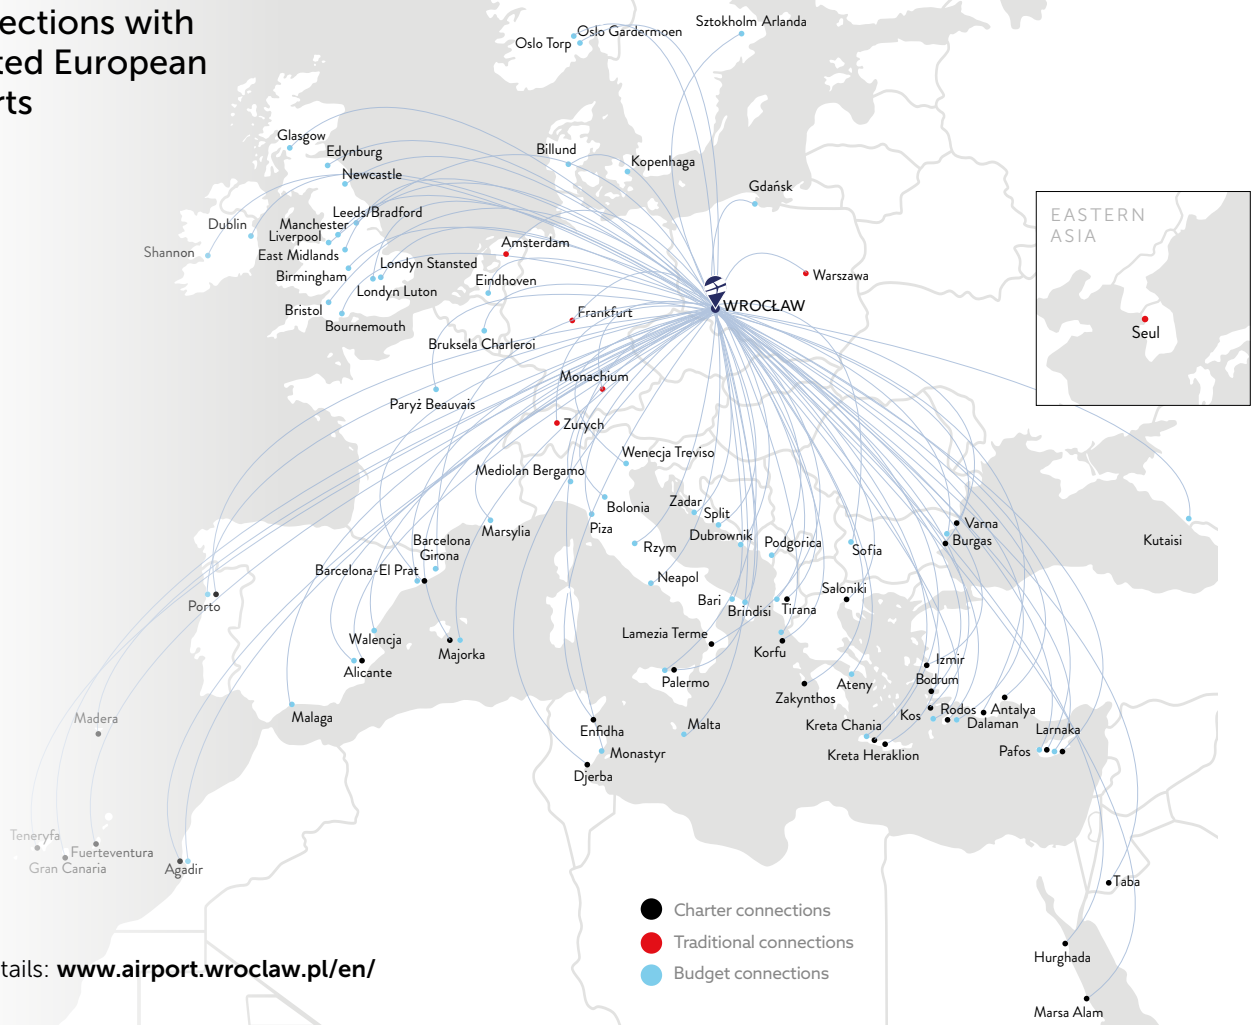 ections with
ted European
rts
Oslo Gardermoen
Oslo Torp
Sztokholm Arlanda
Glasgow
Edynburg
Newcastle
Billund
Kopenhaga
Gdańsk
Leeds/Bradford
Manchester
Liverpool
East Midlands
Birmingham
Dublin
Shannon
Londyn Stansted
Londyn Luton
Bristol
Bournemouth
Amsterdam
Eindhoven
Warszawa
WROCŁAW
Frankfurt
Bruksela Charleroi
EASTERN
ASIA
Seul
Monachium
Paryż Beauvais
Zurych
Wenecja Treviso
Mediolan Bergamo
Bolonia
Piza
Zadar
Split
Dubrownik
Podgorica
Sofia
Varna
Burgas
Kutaisi
Marsylia
Barcelona
Girona
Barcelona-El Prat
Rzym
Neapol
Bari
Brindisi
Tirana
Saloniki
Porto
Walencja
Alicante
Majorka
Lamezia Terme
Palermo
Korfu
Zakynthos
Ateny
Izmir
Bodrum
Kos
Rodos
Antalya
Dalaman
Larnaka
Pafos
Kreta Chania
Kreta Heraklion
Madera
Malaga
Enfidha
Monastyr
Djerba
Malta
Teneryfa
Fuerteventura
Gran Canaria
Agadir
Taba
Hurghada
Marsa Alam
Charter connections
Traditional connections
Budget connections
tails: www.airport.wroclaw.pl/en/